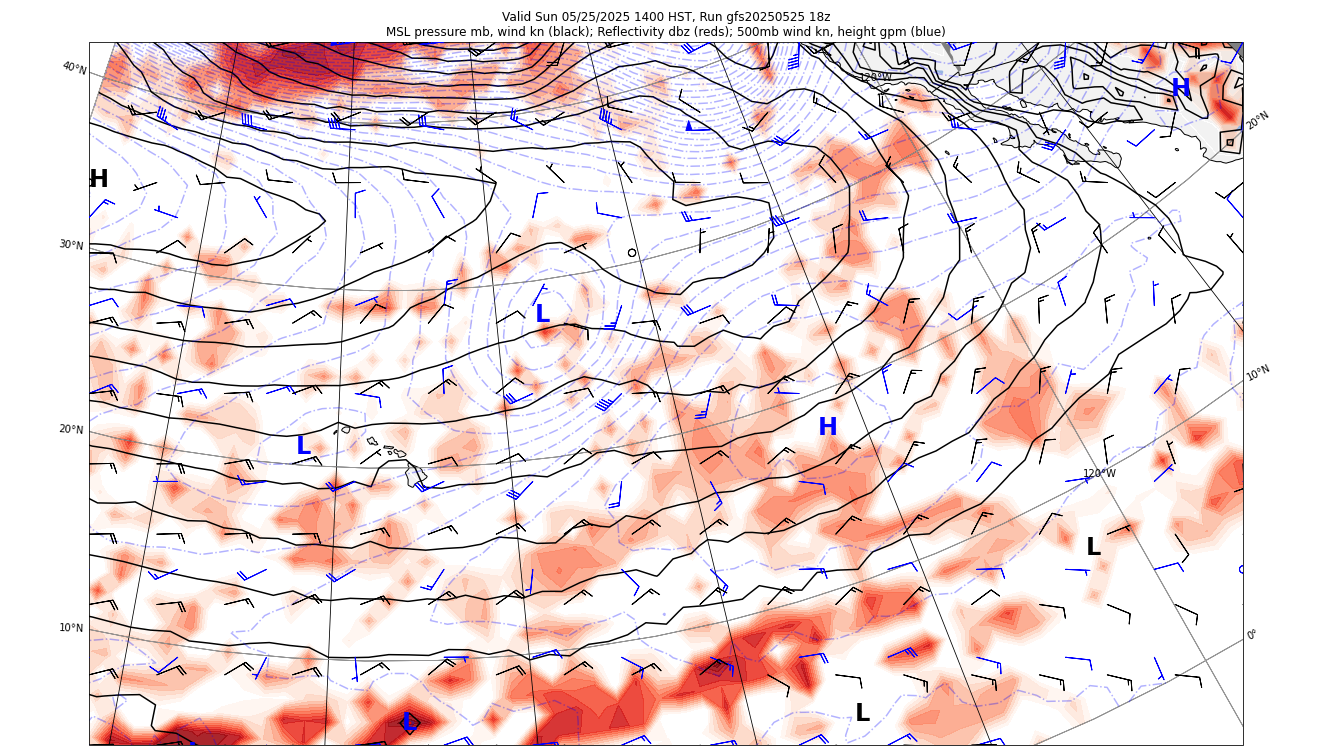 Valid Sun 05/25/2025 1400 HST, Run gfs20250525 18z
MSL pressure mb, wind kn (black); Reflectivity dbz (reds); 500mb wind kn, height gpm (blue)
40°N
120°W
H
20°N
H
30°N
L
10°N
20°N
L
H
120°W
L
10°N
0°
L
L